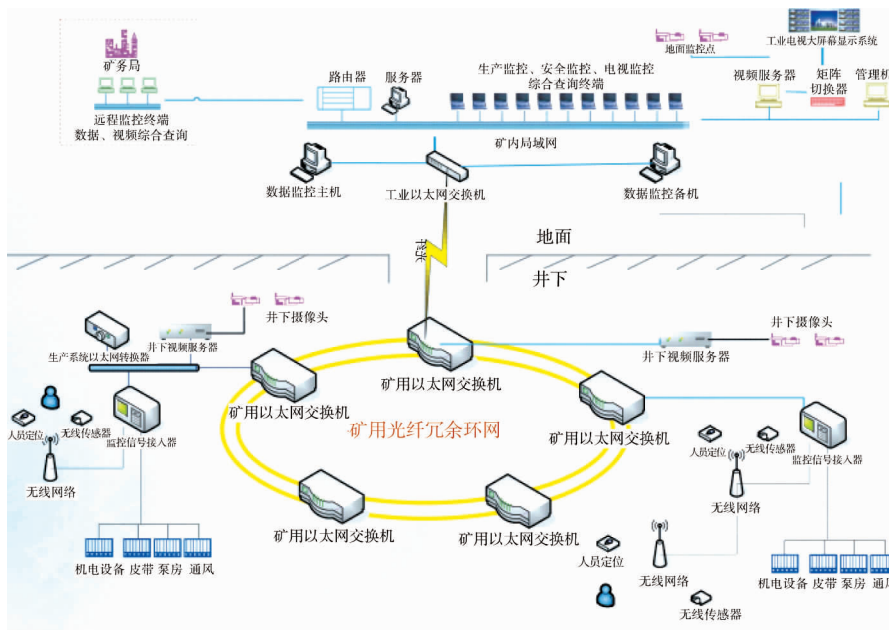 矿务局
远程监控终端
数据、视频综合查询
路由器
服务器
生产监控、安全监控、电视监控
综合查询终端
地面监控点
工业电视大屏幕显示系统
视频服务器
矩阵
切换器
管理机
矿内局域网
数据监控主机
工业以太网交换机
数据监控备机
地面
井下
井下摄像头
生产系统以太网转换器
井下视频服务器
矿用以太网交换机
井下摄像头
井下视频服务器
矿用以太网交换机
矿用以太网交换机
矿用光纤冗余环网
人员定位
无线传感器
监控信号接入器
无线网络
人员定位
无线传感器
监控信号接入器
无线网络
矿用以太网交换机
矿用以太网交换机
机电设备
皮带
泵房
通风
人员定位
无线网络
无线传感器
机电设备
皮带
泵房
通风